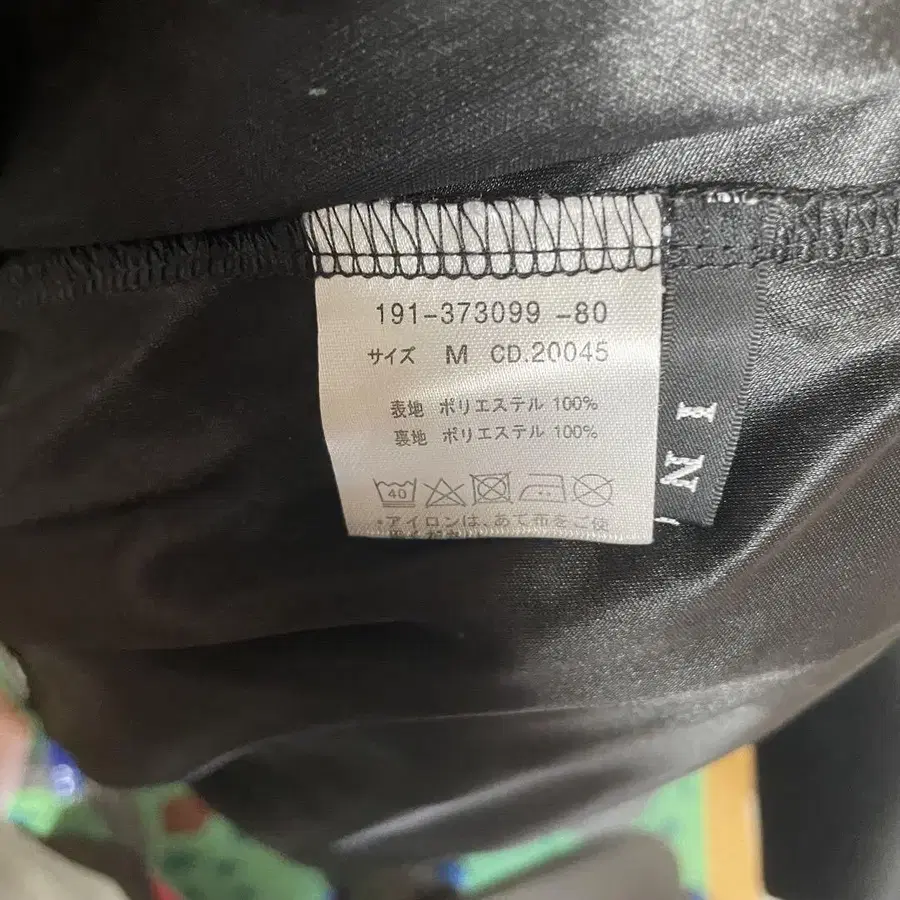 191-373099 -80
サイズ M CD.20045
表地 ポリエステル 100%
裏地 ポリエステル 100%
40
*アイロンは、あて布をご使
I N